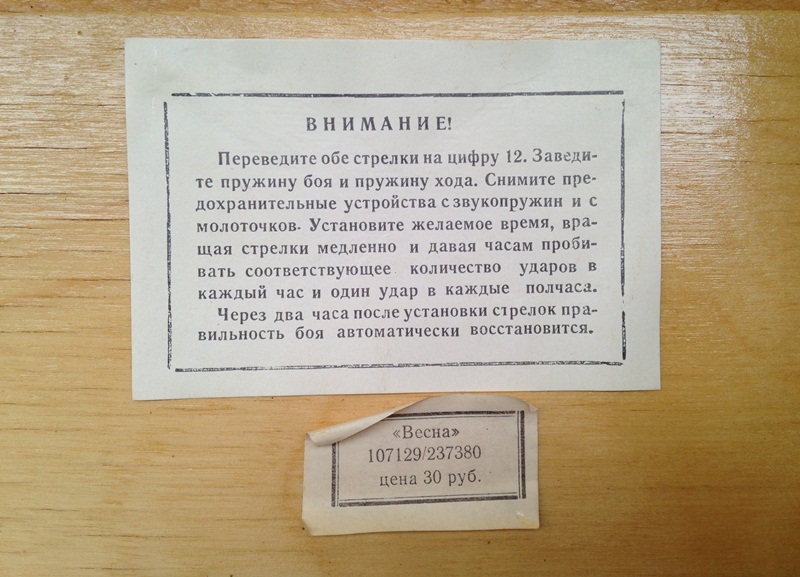 ВНИМАНИЕ!
Переведите обе стрелки на цифру 12. Заведи-
те пружину боя и пружину хода. Снимите пре-
дохранительные устройства с звукопружин и с
молоточков. Установите желаемое время, вра-
щая стрелки медленно и давая часам проби-
вать соответствующее количество ударов в
каждый час и один удар в каждые полчаса.
Через два часа после установки стрелок пра-
вильность боя автоматически восстановится.
«Весна»
107129/237380
цена 30 руб.